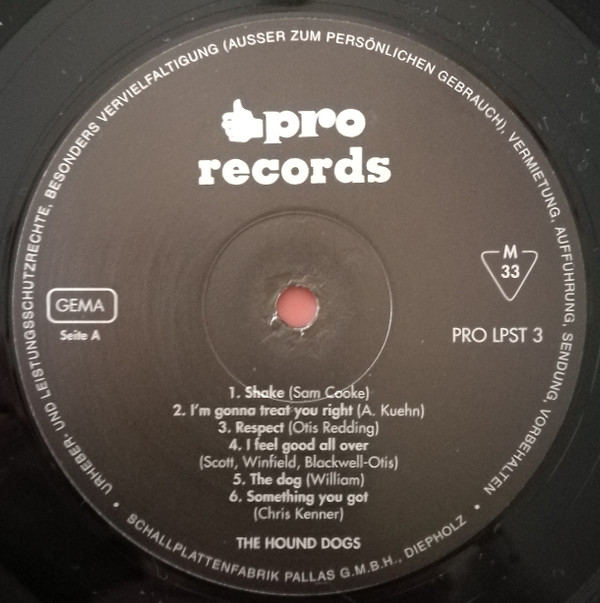 URHEBER- UND LEISTUNGSSCHUTZRECHTE, BESONDERS VERVIELFALTIGUNG (AUSSER ZUM PERSÖNLICHEN GEBRAUCH), VERMIETUNG, AUFFUHRUNG, SENDUNG, VORBEHALTEN
pro
records
M
33
GEMA
Seite A
PRO LPST 3
1. Shake (Sam Cooke)
2. I'm gonna treat you right (A. Kuehn)
3. Respect (Otis Redding)
4. I feel good all over
(Scott, Winfield, Blackwell-Otis)
5. The dog (William)
6. Something you got
(Chris Kenner)
THE HOUND DOGS
• SCHALLPLATTENFABRIK PALLAS G.M.B.H., DIEPHOLZ •